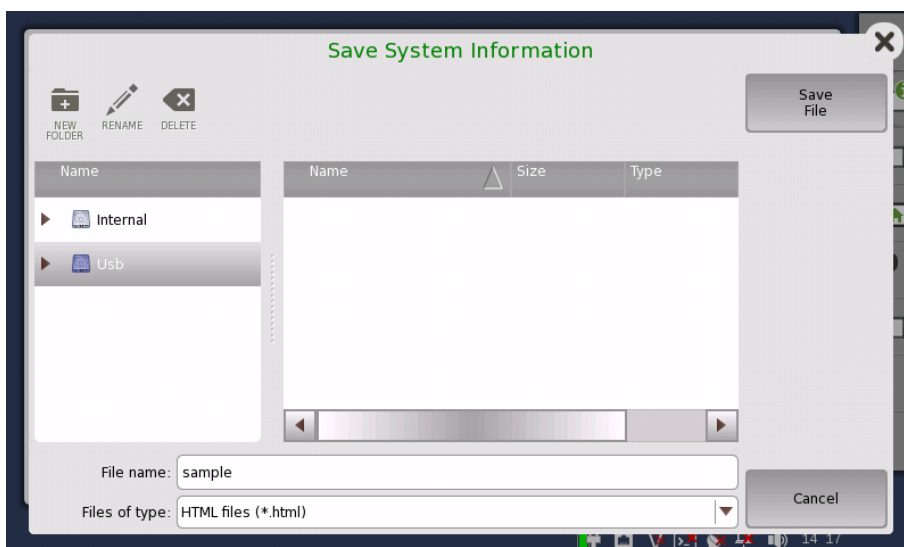 Save System Information
NEW
FOLDER
RENAME
DELETE
Save
File
Name
Name
Size
Type
Internal
Usb
File name:
sample
Files of type:
HTML files (*.html)
Cancel
14 17